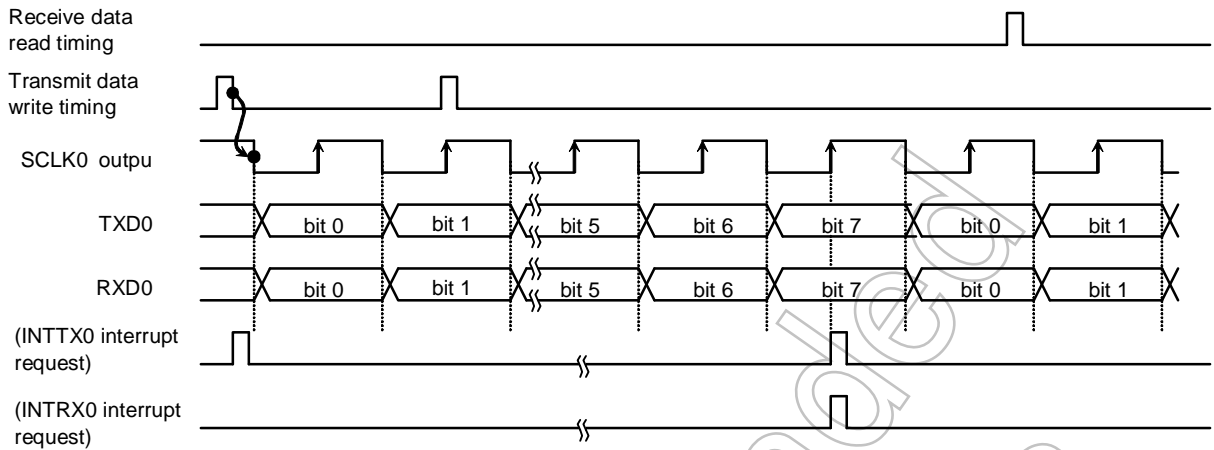 Receive data
read timing
Transmit data
write timing
SCLK0 outpu
TXD0
bit 0 bit 1 bit 5 bit 6 bit 7 bit 0 bit 1
RXD0
bit 0 bit 1 bit 5 bit 6 bit 7 bit 0 bit 1
(INTTX0 interrupt
request)
(INTRX0 interrupt
request)
nded